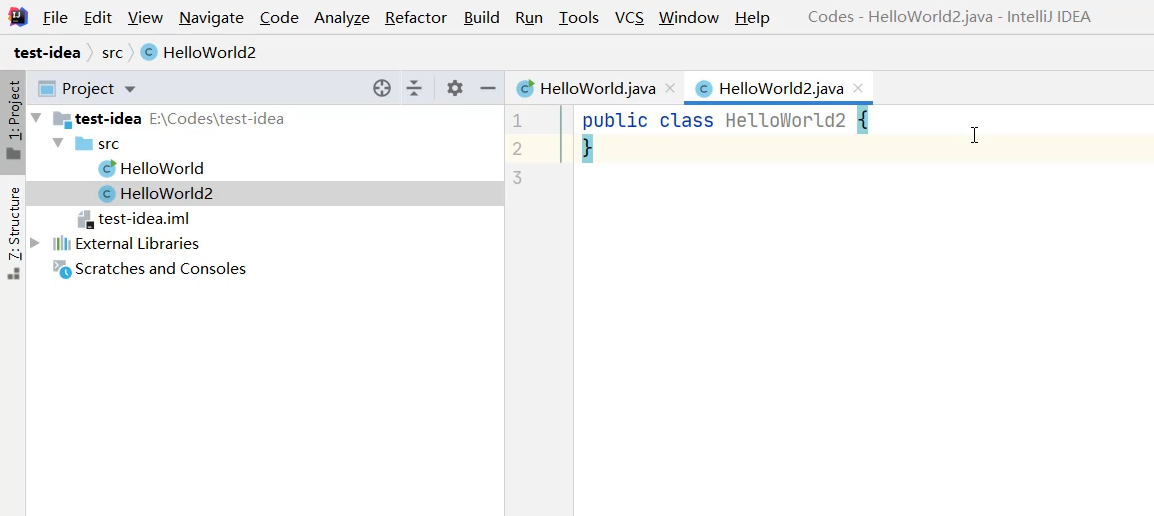 File Edit View Navigate Code Analyze Refactor Build Run Tools VCS Window Help Codes - HelloWorld2.java - IntelliJ IDEA
test-idea src C HelloWorld2
1: Project
Z: Structure
Project
test-idea E:\Codes\test-idea
src
C HelloWorld
C HelloWorld2
test-idea.iml
External Libraries
Scratches and Consoles
C HelloWorld.java C HelloWorld2.java
1 public class HelloWorld2 {
2 }
3